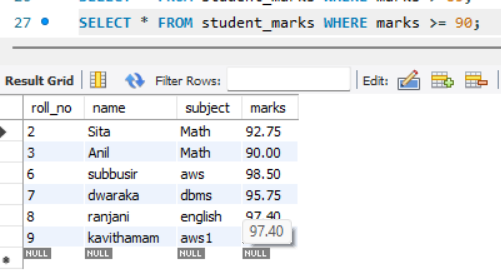 27 SELECT * FROM student_marks WHERE marks >= 90;
Result Grid Filter Rows: Edit:
roll_no name subject marks
2 Sita Math 92.75
3 Anil Math 90.00
6 subbusir aws 98.50
7 dwaraka dbms 95.75
8 ranjani english 97.40
9 kavithamam aws1 97.40
NULL NULL NULL NULL